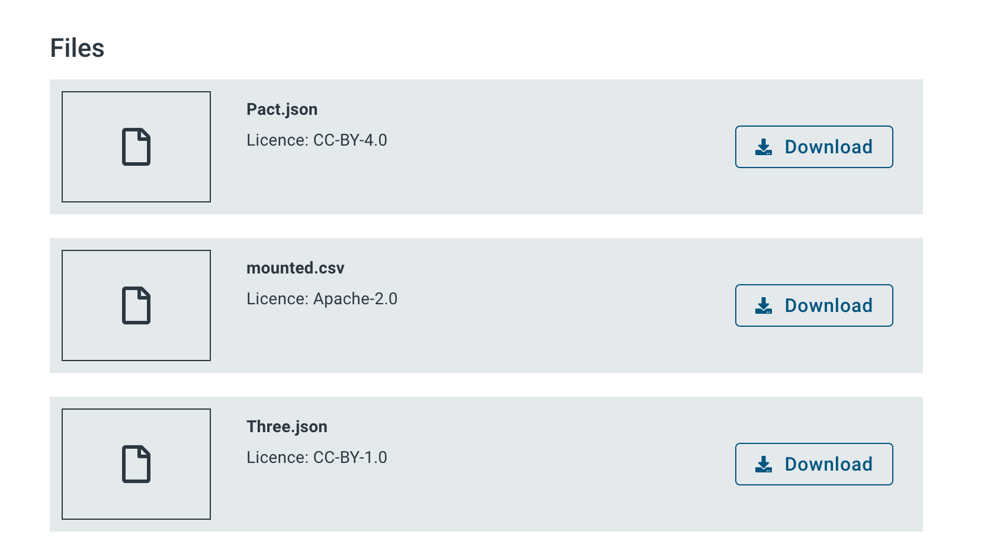 Files
Pact.json
Licence: CC-BY-4.0
Download
mounted.csv
Licence: Apache-2.0
Download
Three.json
Licence: CC-BY-1.0
Download